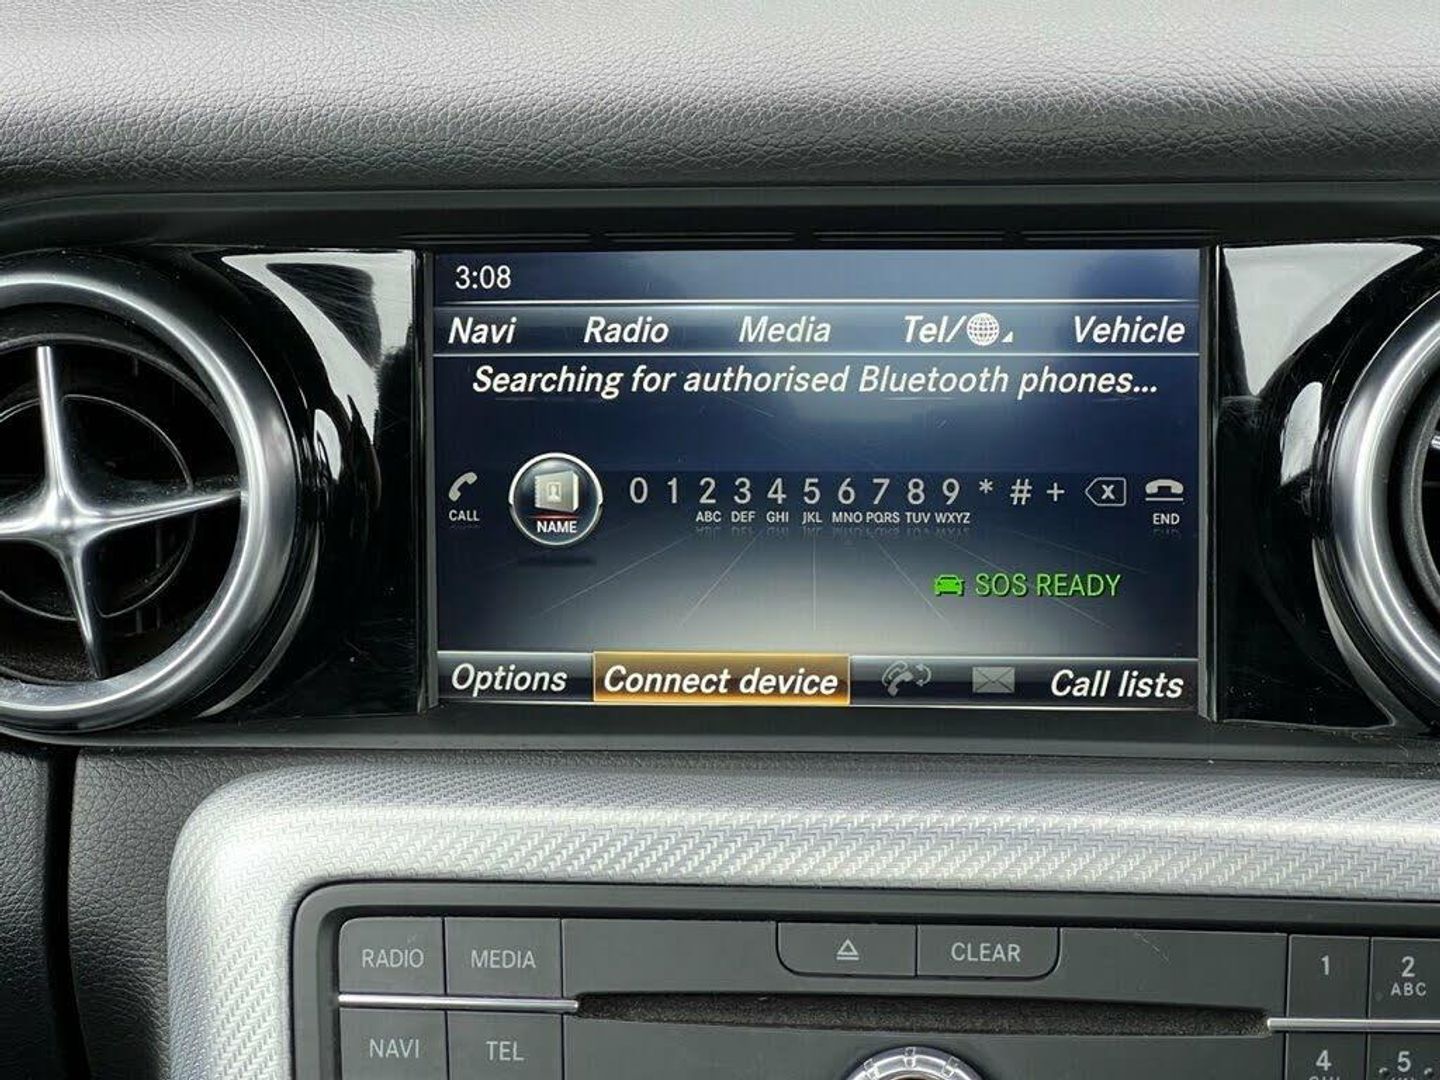 3:08
Navi Radio Media Tel/ Vehicle
Searching for authorised Bluetooth phones...
0 1 2 3 4 5 6 7 8 9 * # +
CALL NAME ABC DEF GHI JKL MNO PQRS TUV WXYZ END
SOS READY
Options Connect device Call lists
RADIO MEDIA CLEAR 1 2
ABC
NAVI TEL 4 5